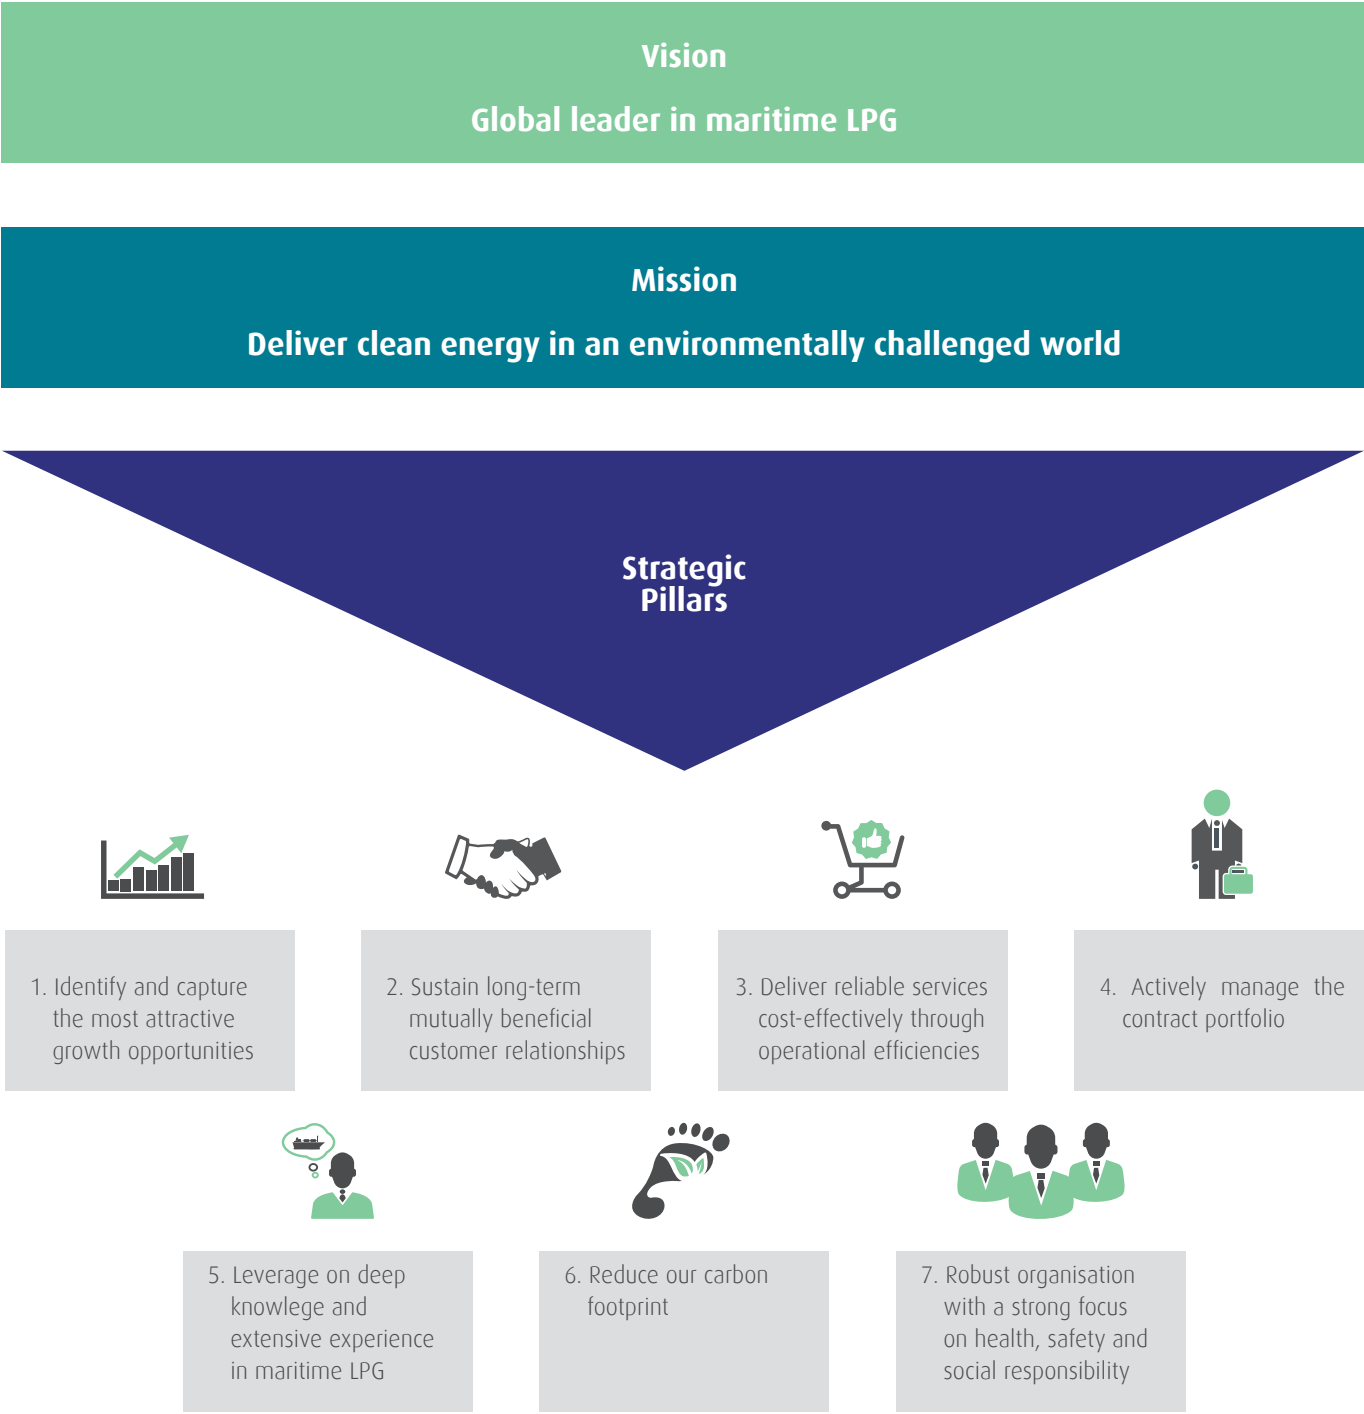 Vision
Global leader in maritime LPG
Mission
Deliver clean energy in an environmentally challenged world
Strategic
Pillars
1. Identify and capture
the most attractive
growth opportunities
2. Sustain long-term
mutually beneficial
customer relationships
3. Deliver reliable services
cost-effectively through
operational efficiencies
4. Actively manage the
contract portfolio
5. Leverage on deep
knowlege and
extensive experience
in maritime LPG
6. Reduce our carbon
footprint
7. Robust organisation
with a strong focus
on health, safety and
social responsibility